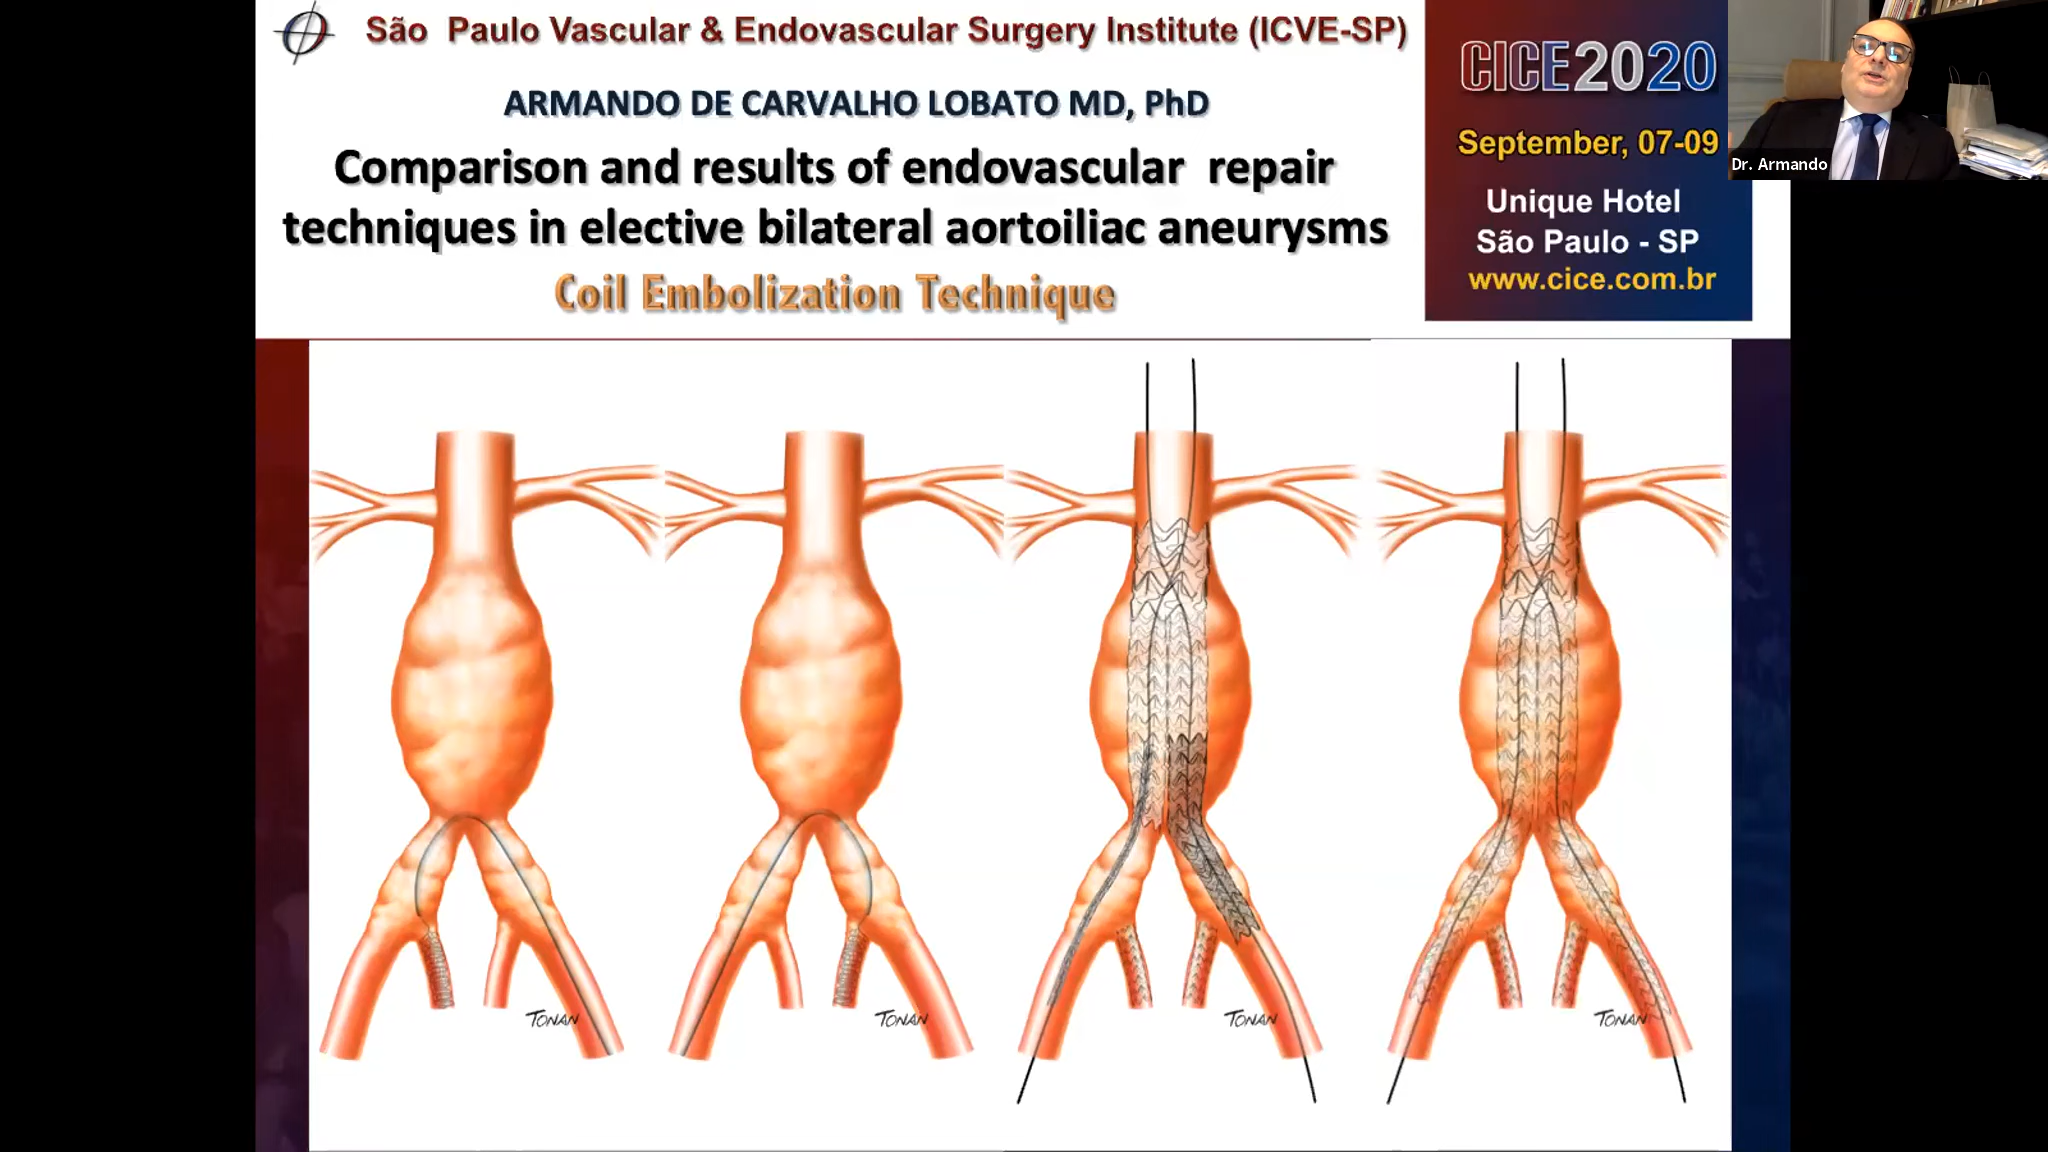 São Paulo Vascular & Endovascular Surgery Institute (ICVE-SP)
ARMANDO DE CARVALHO LOBATO MD, PhD
Comparison and results of endovascular repair
techniques in elective bilateral aortoiliac aneurysms
Coil Embolization Technique
CICE2020
September, 07-09
Unique Hotel
São Paulo - SP
www.cice.com.br
Dr. Armando
TONAN
TONAN
TONAN
TONAN